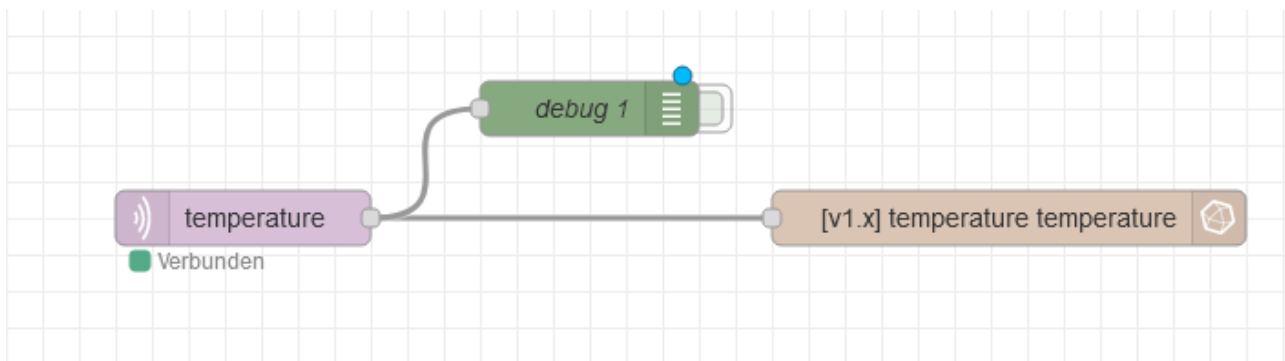 debug 1
temperature
[v1.x] temperature temperature
Verbunden